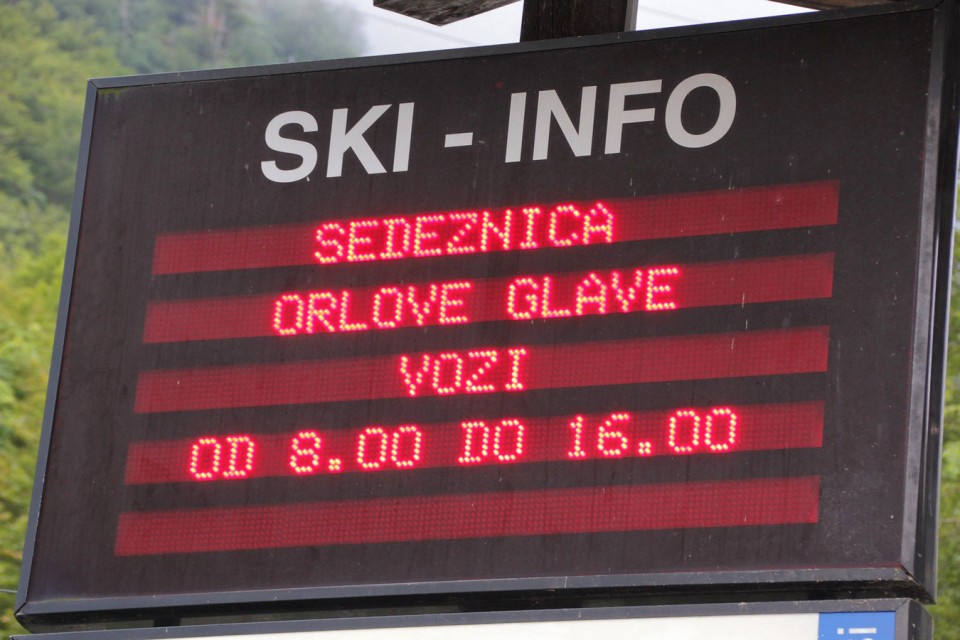 SKI - INFO
SEDEZNICA
ORLOVE GLAVE
VOZI
OD 8.00 DO 16.00